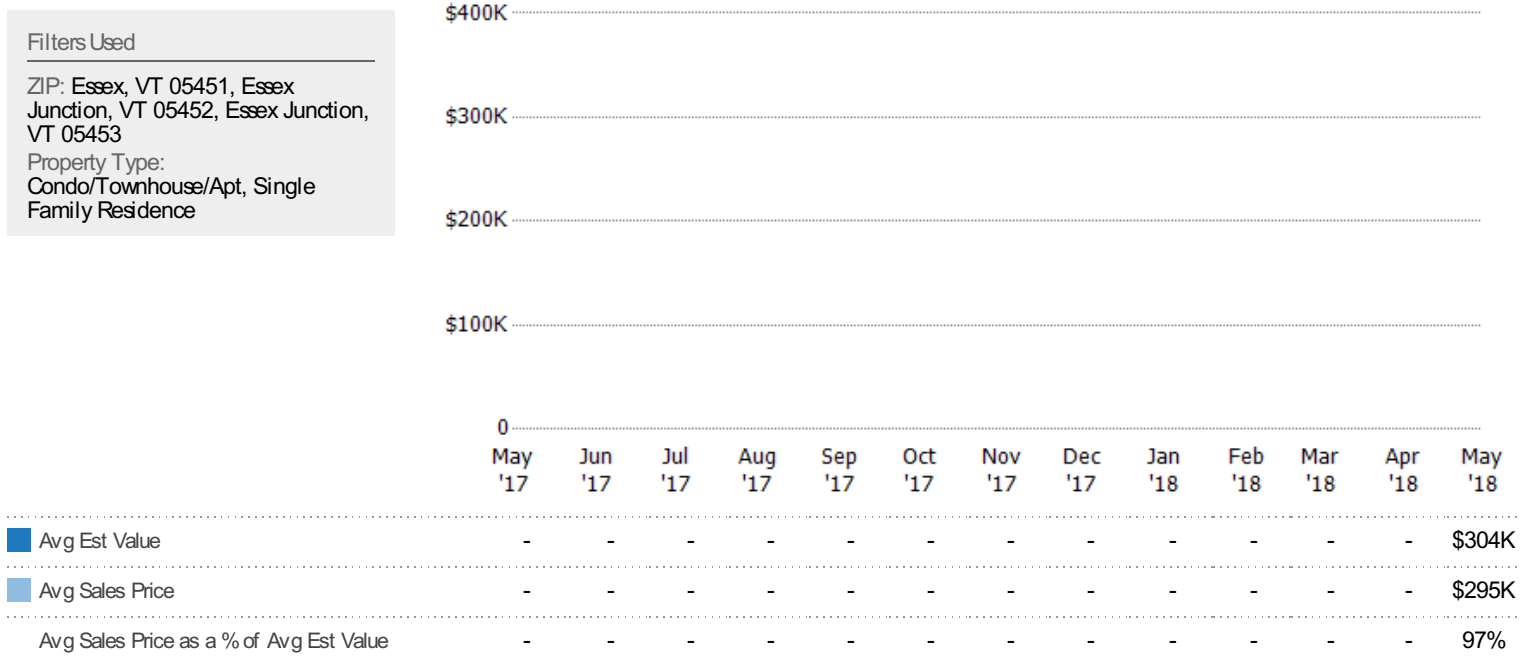 Filters Used
ZIP: Essex, VT 05451, Essex
Junction, VT 05452, Essex Junction,
VT 05453
Property Type:
Condo/Townhouse/Apt, Single
Family Residence
$400K
$300K
$200K
$100K
0
May Jun Jul Aug Sep Oct Nov Dec Jan Feb Mar Apr May
'17 '17 '17 '17 '17 '17 '17 '17 '18 '18 '18 '18 '18
Avg Est Value - - - - - - - - - - - - $304K
Avg Sales Price - - - - - - - - - - - - $295K
Avg Sales Price as a % of Avg Est Value - - - - - - - - - - - - 97%